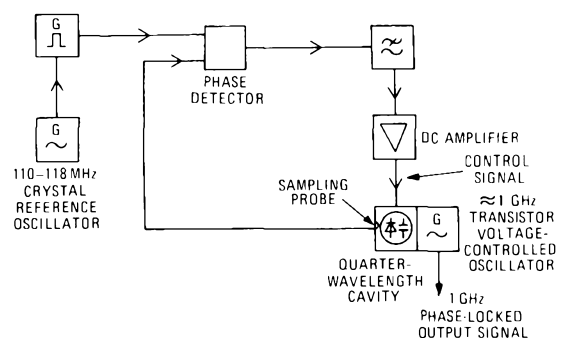 G
G
110–118 MHz
CRYSTAL
REFERENCE
OSCILLATOR
PHASE
DETECTOR
DC AMPLIFIER
CONTROL
SIGNAL
SAMPLING
PROBE
≈1 GHz
TRANSISTOR
VOLTAGE-
CONTROLLED
OSCILLATOR
G
QUARTER-
WAVELENGTH
CAVITY
1 GHz
PHASE-LOCKED
OUTPUT SIGNAL